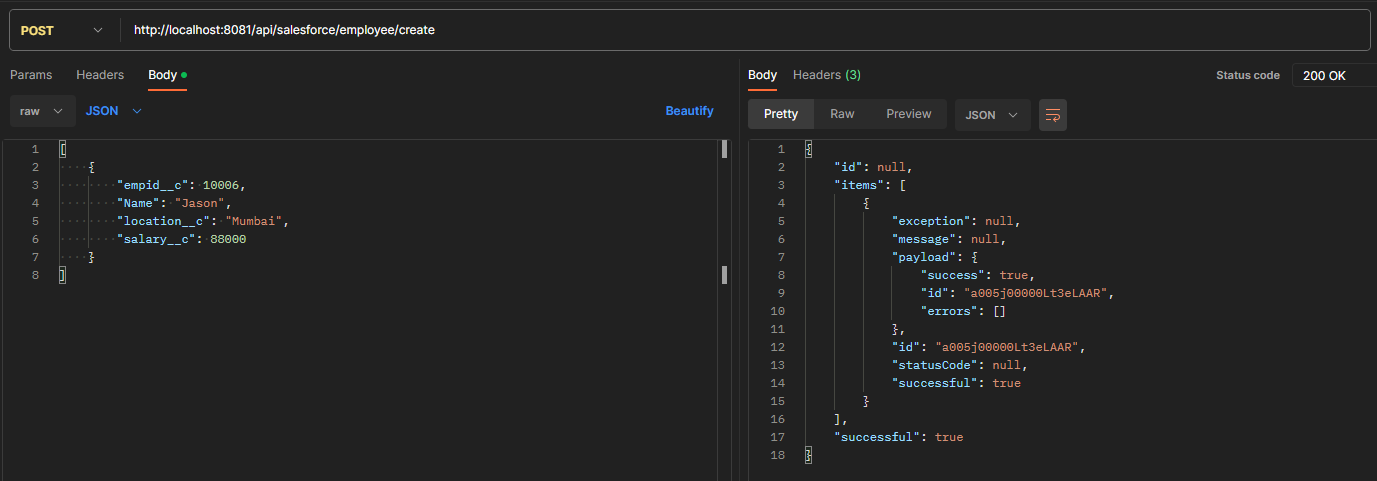 POST http://localhost:8081/api/salesforce/employee/create
Params Headers Body
raw JSON Beautify
1 [
2 {
3 "empid__c": 10006,
4 "Name": "Jason",
5 "location__c": "Mumbai",
6 "salary__c": 88000
7 }
8 ]
Body Headers (3) Status code 200 OK
Pretty Raw Preview JSON
1 {
2 "id": null,
3 "items": [
4 {
5 "exception": null,
6 "message": null,
7 "payload": {
8 "success": true,
9 "id": "a005j00000Lt3eLAAR",
10 "errors": []
11 },
12 "id": "a005j00000Lt3eLAAR",
13 "statusCode": null,
14 "successful": true
15 }
16 ],
17 "successful": true
18 }